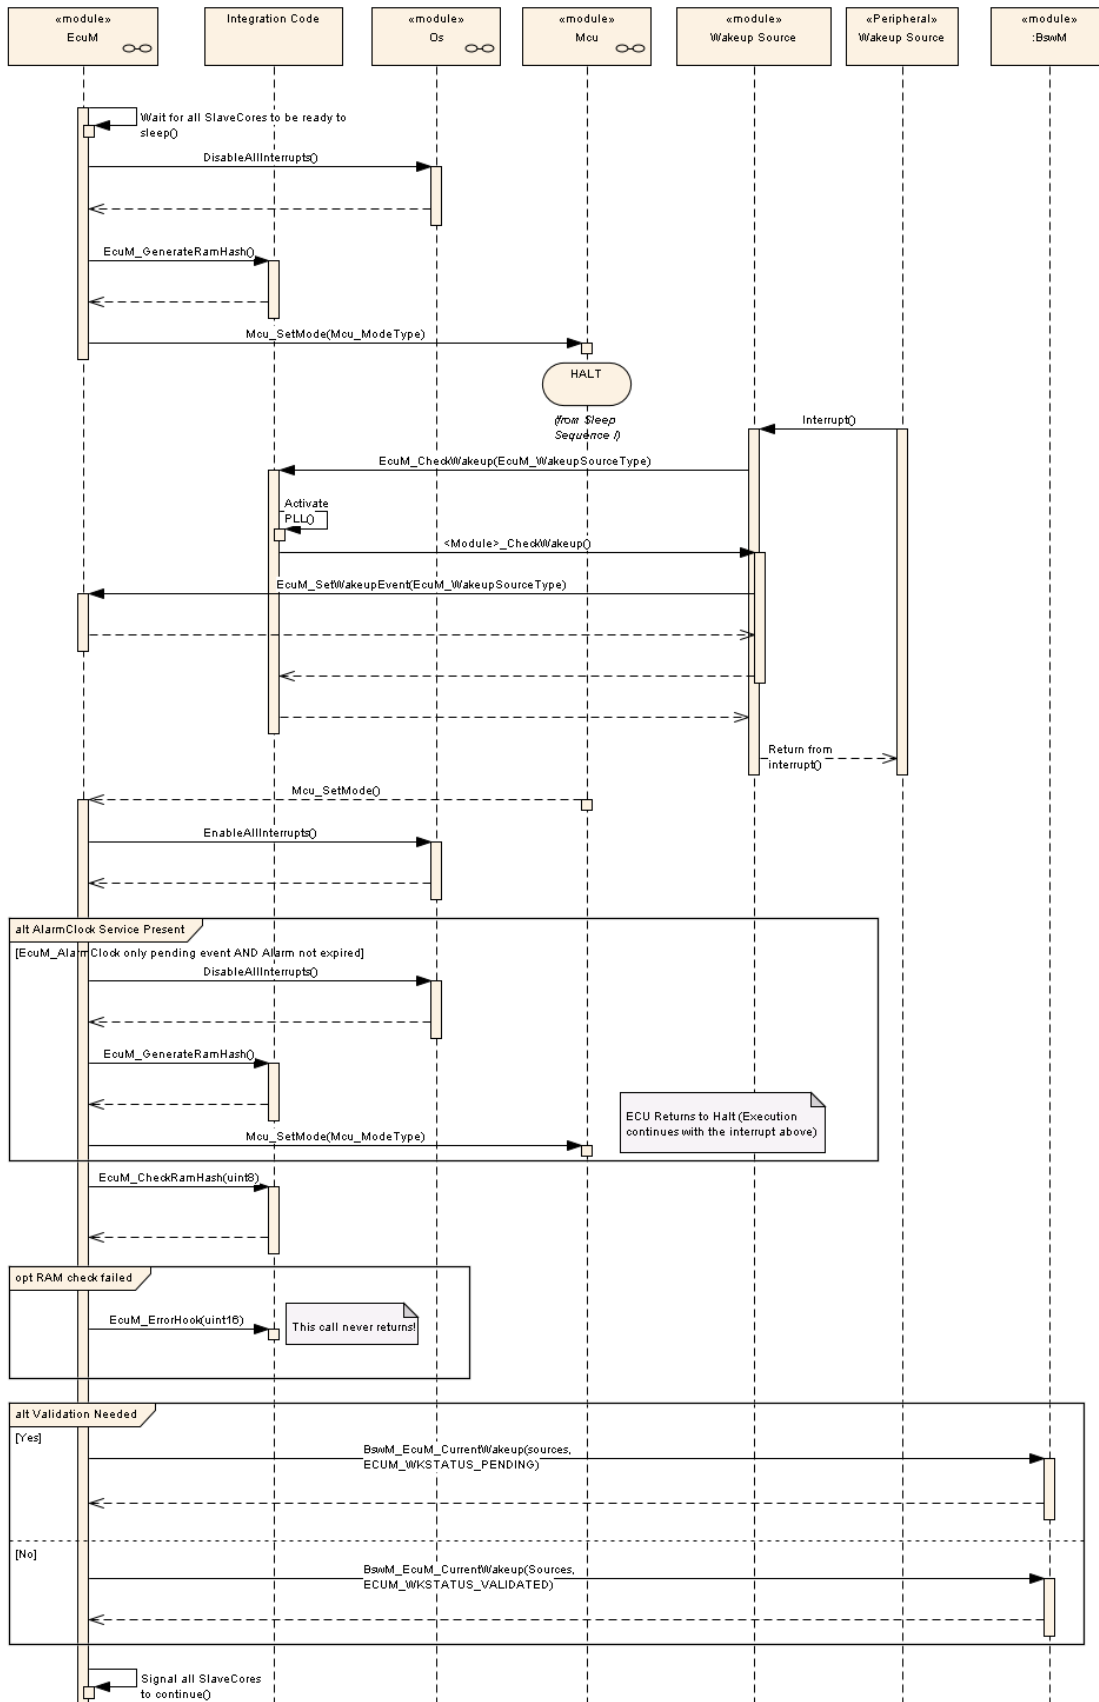 «module»
EcuM
Integration Code
«module»
Os
«module»
Mcu
«module»
Wakeup Source
«Peripheral»
Wakeup Source
«module»
:BswM
Wait for all SlaveCores to be ready to
sleep()
DisableAllInterrupts()
EcuM_GenerateRamHash()
Mcu_SetMode(Mcu_ModeType)
HALT
(from Sleep
Sequence I)
Interrupt()
EcuM_CheckWakeup(EcuM_WakeupSourceType)
Activate
PLL()
<Module>_CheckWakeup()
EcuM_SetWakeupEvent(EcuM_WakeupSourceType)
Return from
interrupt()
Mcu_SetMode()
EnableAllInterrupts()
alt AlarmClock Service Present
[EcuM_AlarmClock only pending event AND Alarm not expired]
DisableAllInterrupts()
EcuM_GenerateRamHash()
ECU Returns to Halt (Execution
continues with the interrupt above)
Mcu_SetMode(Mcu_ModeType)
EcuM_CheckRamHash(uint8)
opt RAM check failed
EcuM_ErrorHook(uint16)
This call never returns!
alt Validation Needed
[Yes]
BswM_EcuM_CurrentWakeup(sources,
ECUM_WKSTATUS_PENDING)
[No]
BswM_EcuM_CurrentWakeup(Sources,
ECUM_WKSTATUS_VALIDATED)
Signal all SlaveCores
to continue()